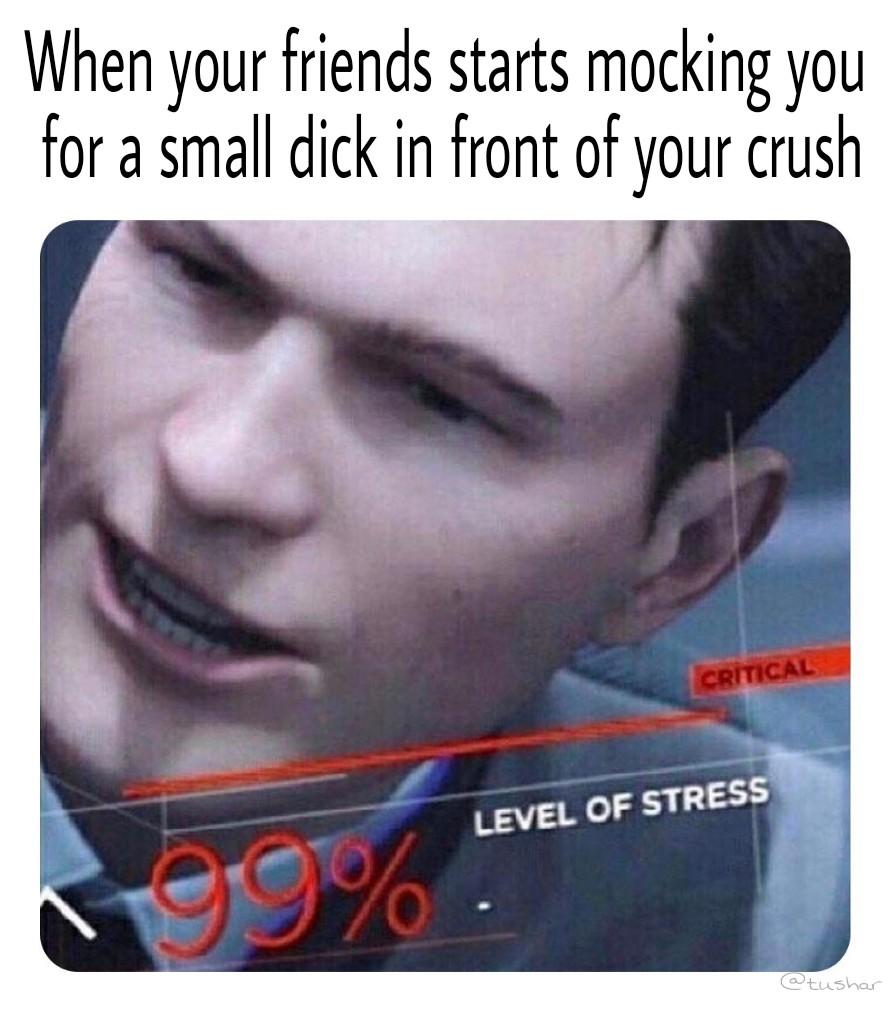 When your friends starts mocking you
for a small dick in front of your crush
CRITICAL
LEVEL OF STRESS
99%
@tushar